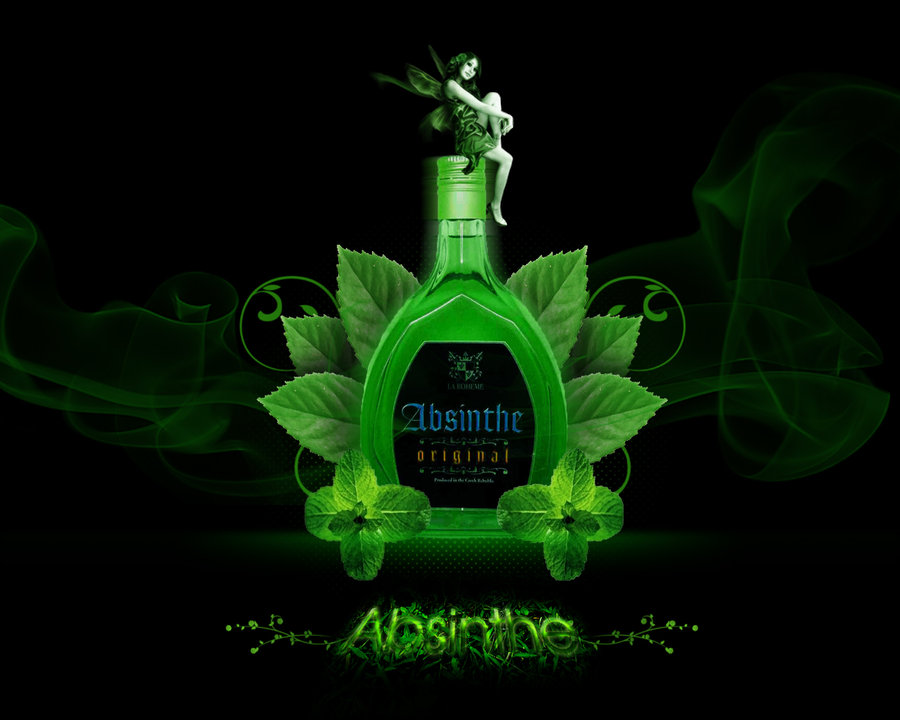 LA BOHEME
Absinthe
original
Produced in the Czech Republic
Absinthe